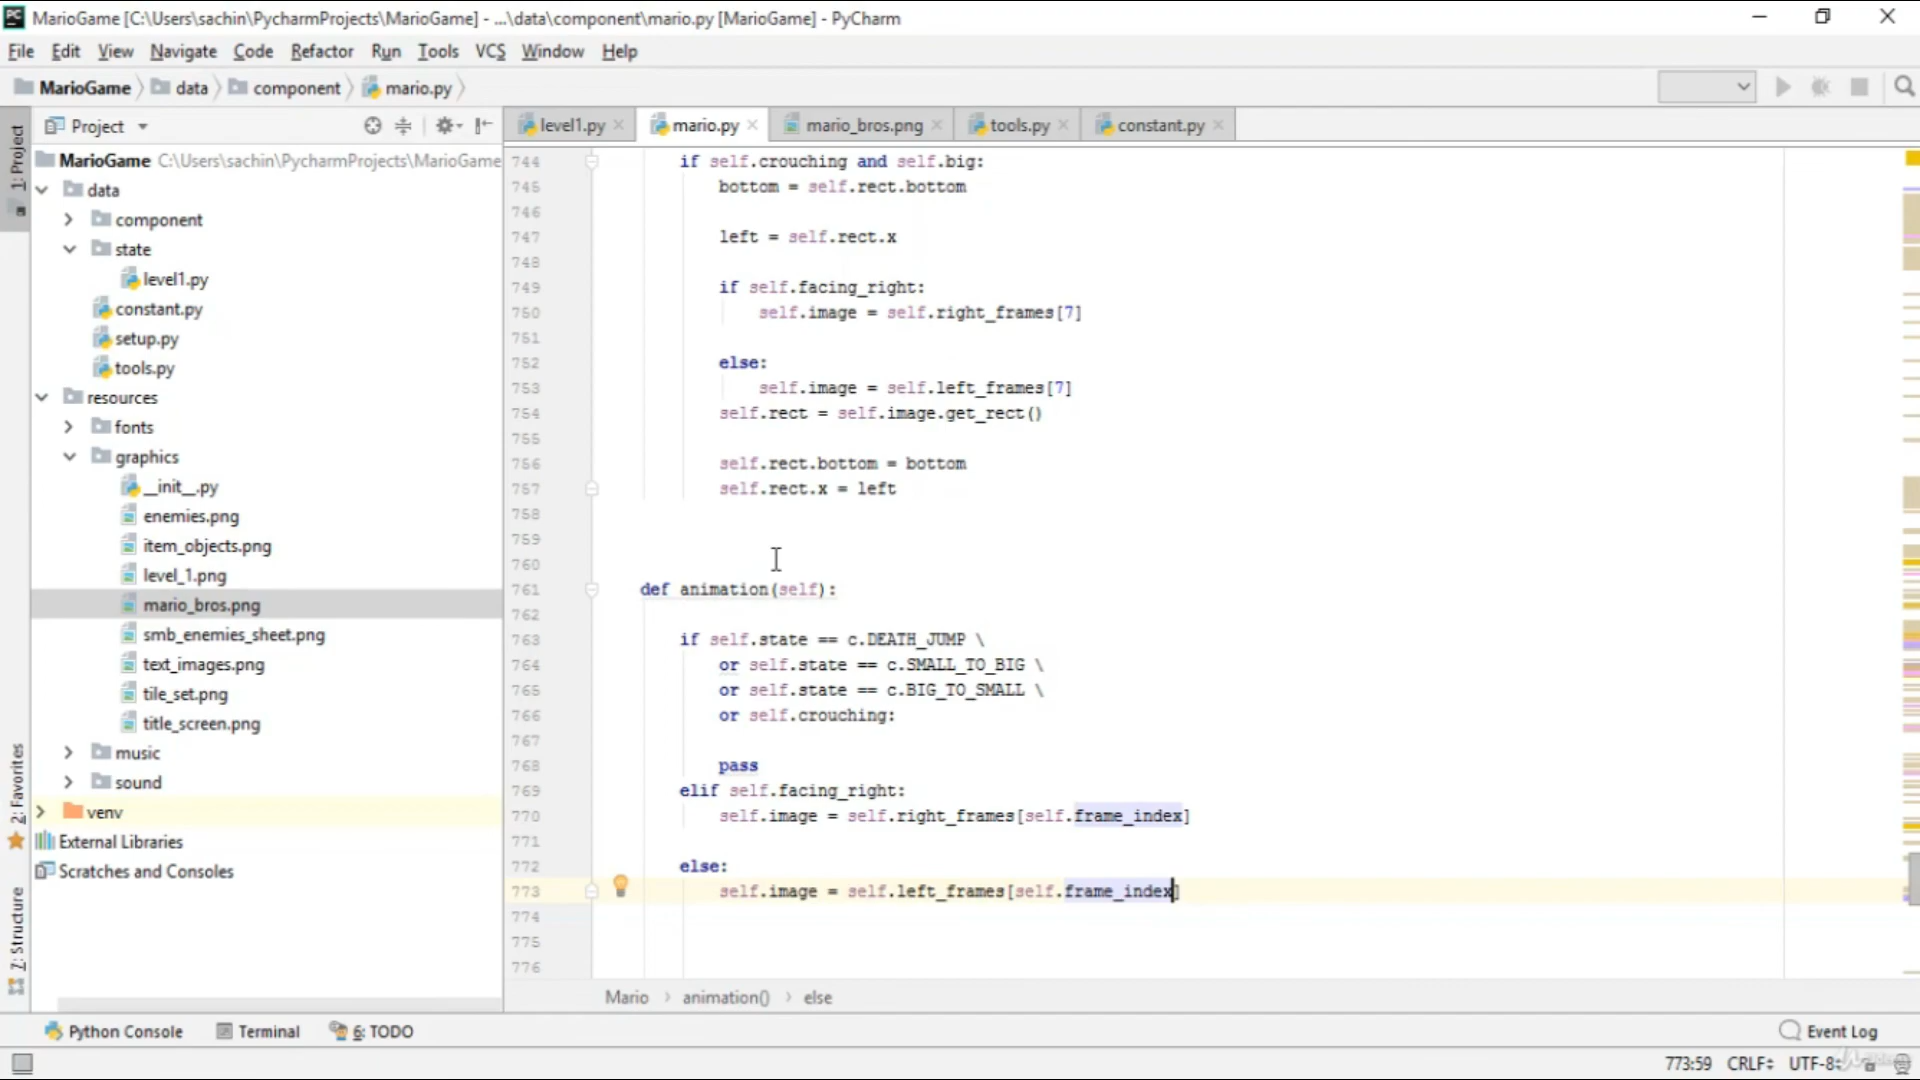 MarioGame [C:\Users\sachin\PycharmProjects\MarioGame] - ...\data\component\mario.py [MarioGame] - PyCharm
File Edit View Navigate Code Refactor Run Tools VCS Window Help
MarioGame data component mario.py
Project level1.py mario.py mario_bros.png tools.py constant.py
1: Project
MarioGame C:\Users\sachin\PycharmProjects\MarioGame
data
component
state
level1.py
constant.py
setup.py
tools.py
resources
fonts
graphics
__init__.py
enemies.png
item_objects.png
level_1.png
mario_bros.png
smb_enemies_sheet.png
text_images.png
tile_set.png
title_screen.png
music
sound
venv
External Libraries
Scratches and Consoles
2: Favorites
7: Structure
744 if self.crouching and self.big:
745 bottom = self.rect.bottom
746
747 left = self.rect.x
748
749 if self.facing_right:
750 self.image = self.right_frames[7]
751
752 else:
753 self.image = self.left_frames[7]
754 self.rect = self.image.get_rect()
755
756 self.rect.bottom = bottom
757 self.rect.x = left
758
759
760
761 def animation(self):
762
763 if self.state == c.DEATH_JUMP \
764 or self.state == c.SMALL_TO_BIG \
765 or self.state == c.BIG_TO_SMALL \
766 or self.crouching:
767
768 pass
769 elif self.facing_right:
770 self.image = self.right_frames[self.frame_index]
771
772 else:
773 self.image = self.left_frames[self.frame_index]
774
775
776
Mario animation() else
Python Console Terminal 6: TODO Event Log
773:59 CRLF UTF-8